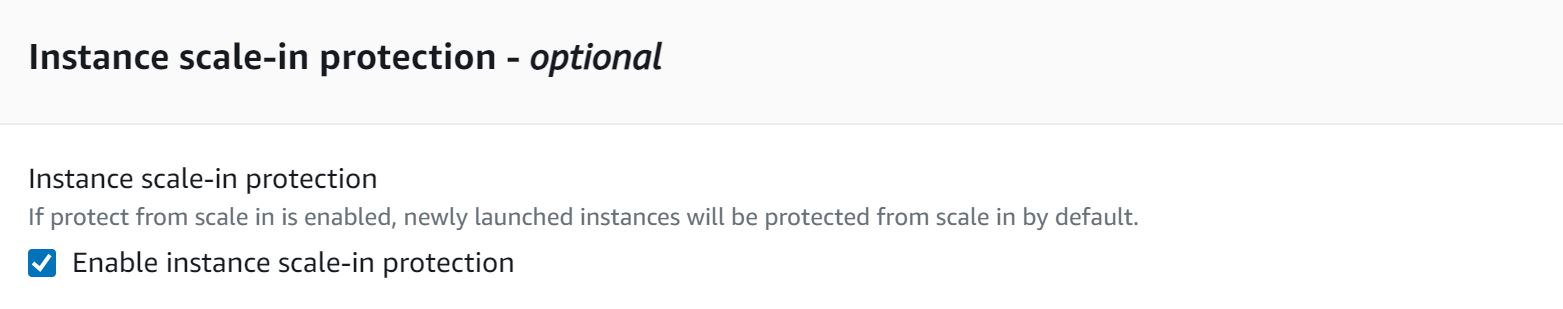 Instance scale-in protection - optional
Instance scale-in protection
If protect from scale in is enabled, newly launched instances will be protected from scale in by default.
Enable instance scale-in protection